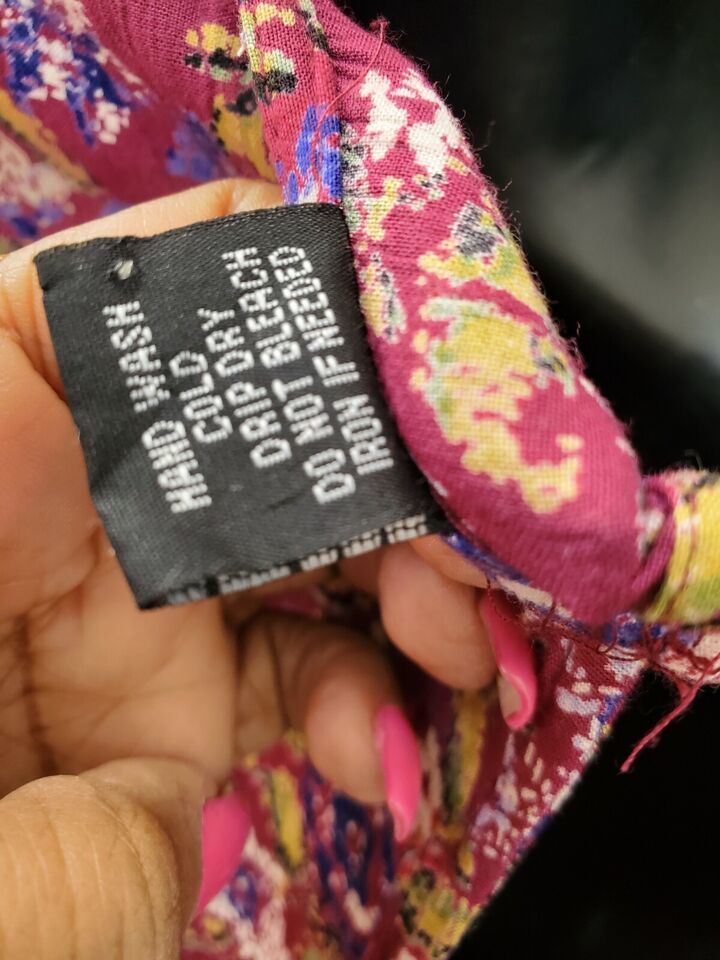 HAND WASH
COLD
DRIP DRY
DO NOT BLEACH
IRON IF NEEDED